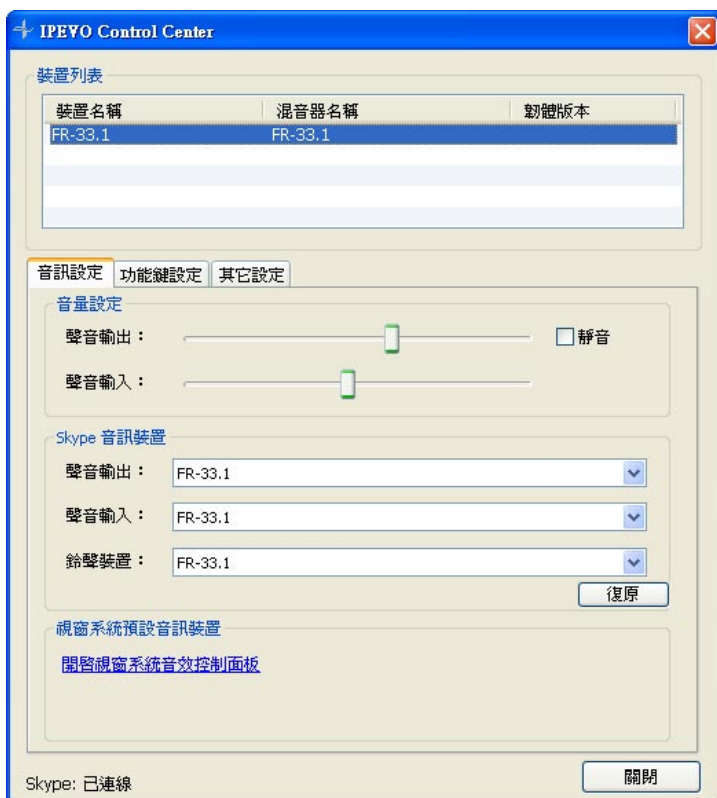 IPEVO Control Center
裝置列表
裝置名稱 混音器名稱 韌體版本
FR-33.1 FR-33.1
音訊設定 功能鍵設定 其它設定
音量設定
聲音輸出： 靜音
聲音輸入：
Skype 音訊裝置
聲音輸出： FR-33.1
聲音輸入： FR-33.1
鈴聲裝置： FR-33.1
復原
視窗系統預設音訊裝置
開啓視窗系統音效控制面板
Skype: 已連線 關閉